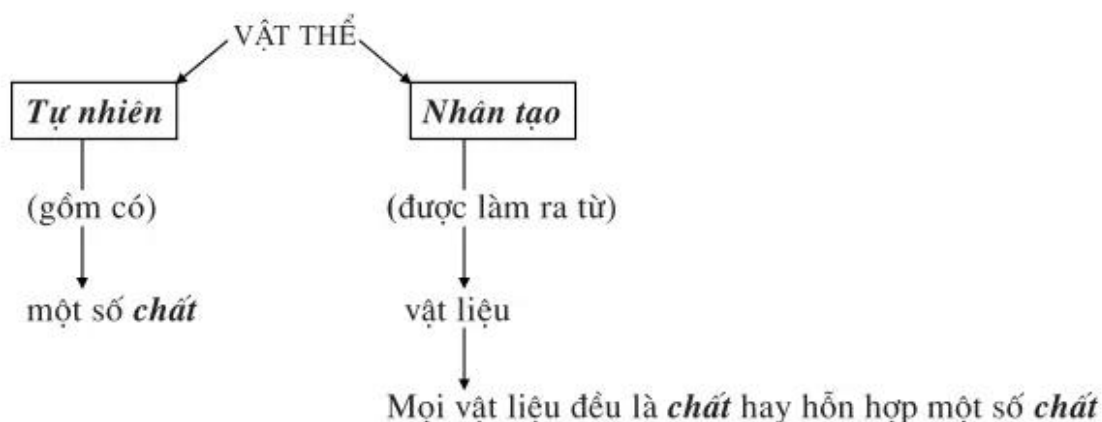 VẬT THỂ
Tự nhiên
Nhân tạo
(gồm có)
(được làm ra từ)
một số chất
vật liệu
Mọi vật liệu đều là chất hay hỗn hợp một số chất